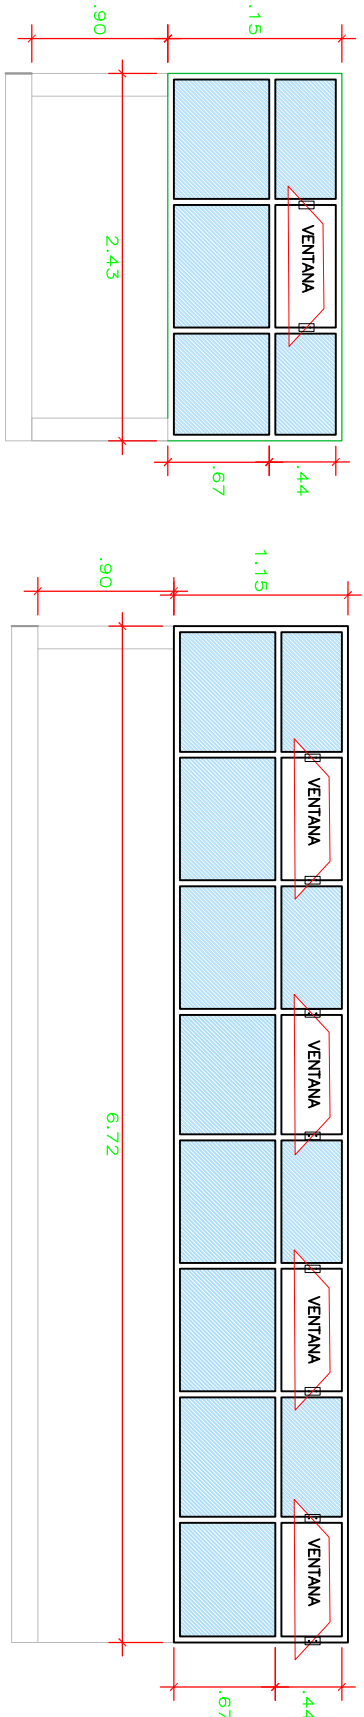 .15
.90
2.43
VENTANA
.67
.44
1.15
.90
6.72
VENTANA
VENTANA
VENTANA
VENTANA
.67
.44